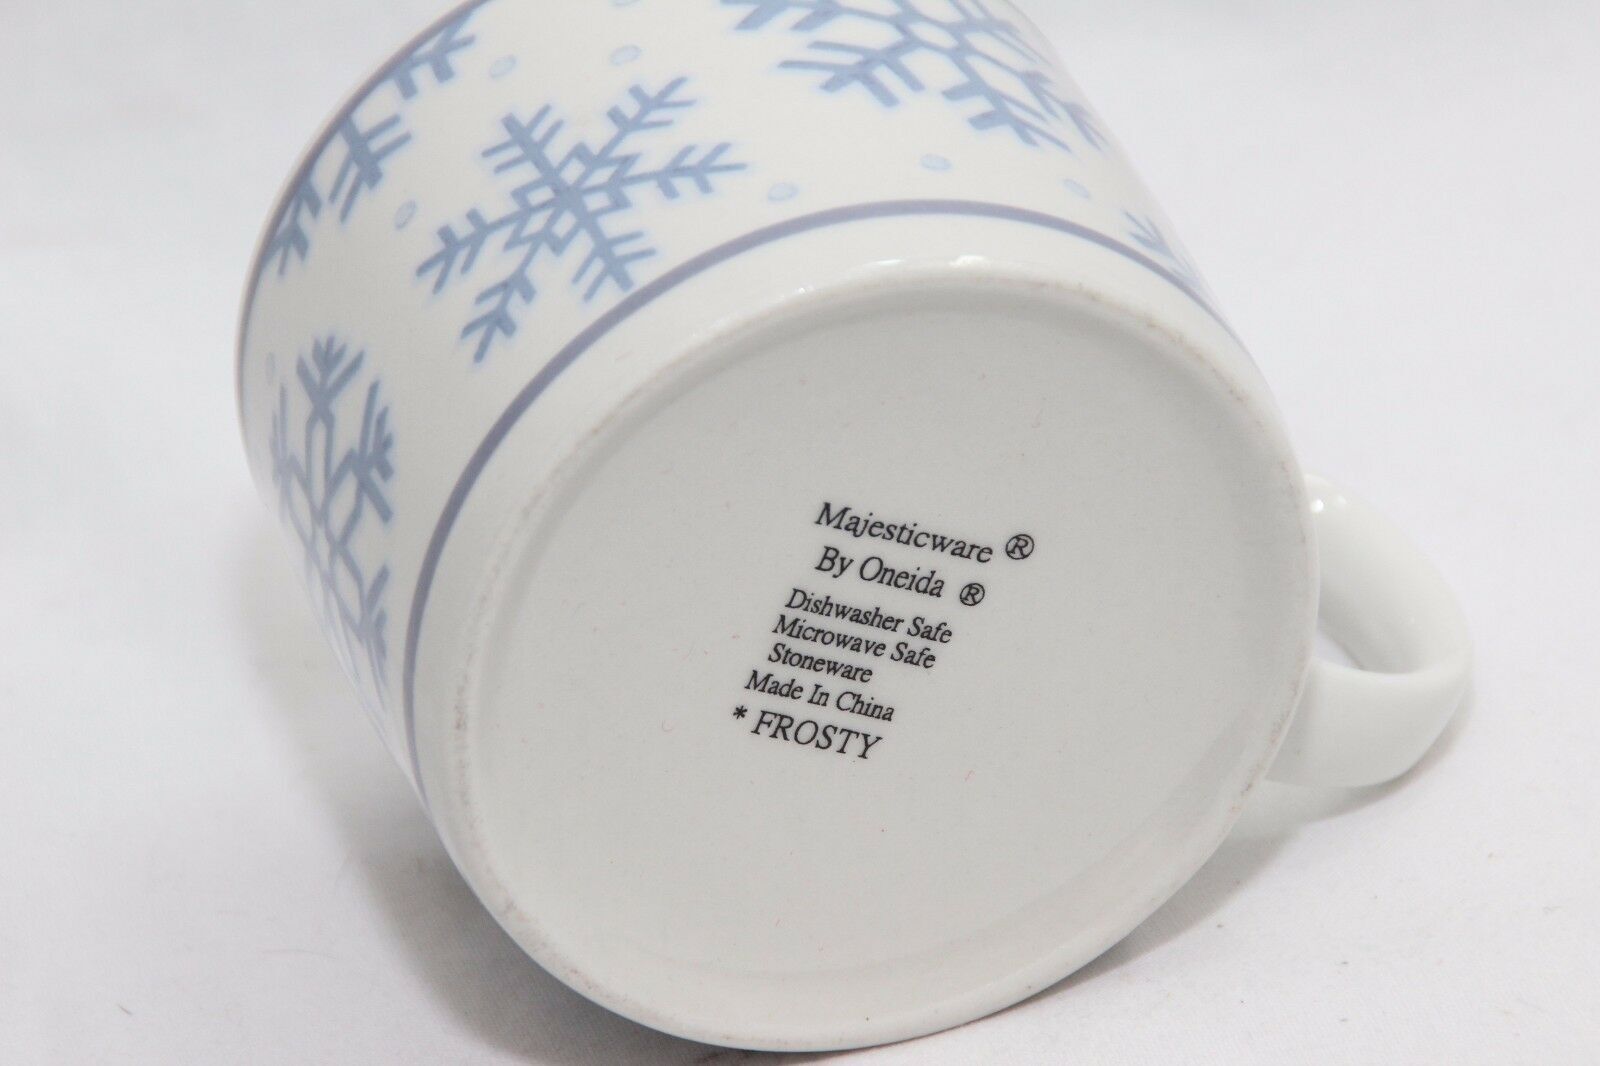 Majesticware ®
By Oneida ®
Dishwasher Safe
Microwave Safe
Stoneware
Made In China
* FROSTY